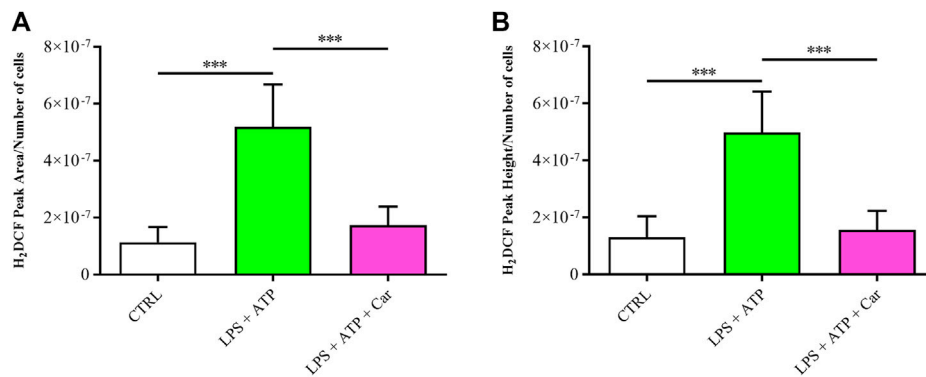 A
H₂DCF Peak Area/Number of cells
8×10⁻⁷
6×10⁻⁷
4×10⁻⁷
2×10⁻⁷
0
***
***
CTRL
LPS + ATP
LPS + ATP + Car
B
H₂DCF Peak Height/Number of cells
8×10⁻⁷
6×10⁻⁷
4×10⁻⁷
2×10⁻⁷
0
***
***
CTRL
LPS + ATP
LPS + ATP + Car